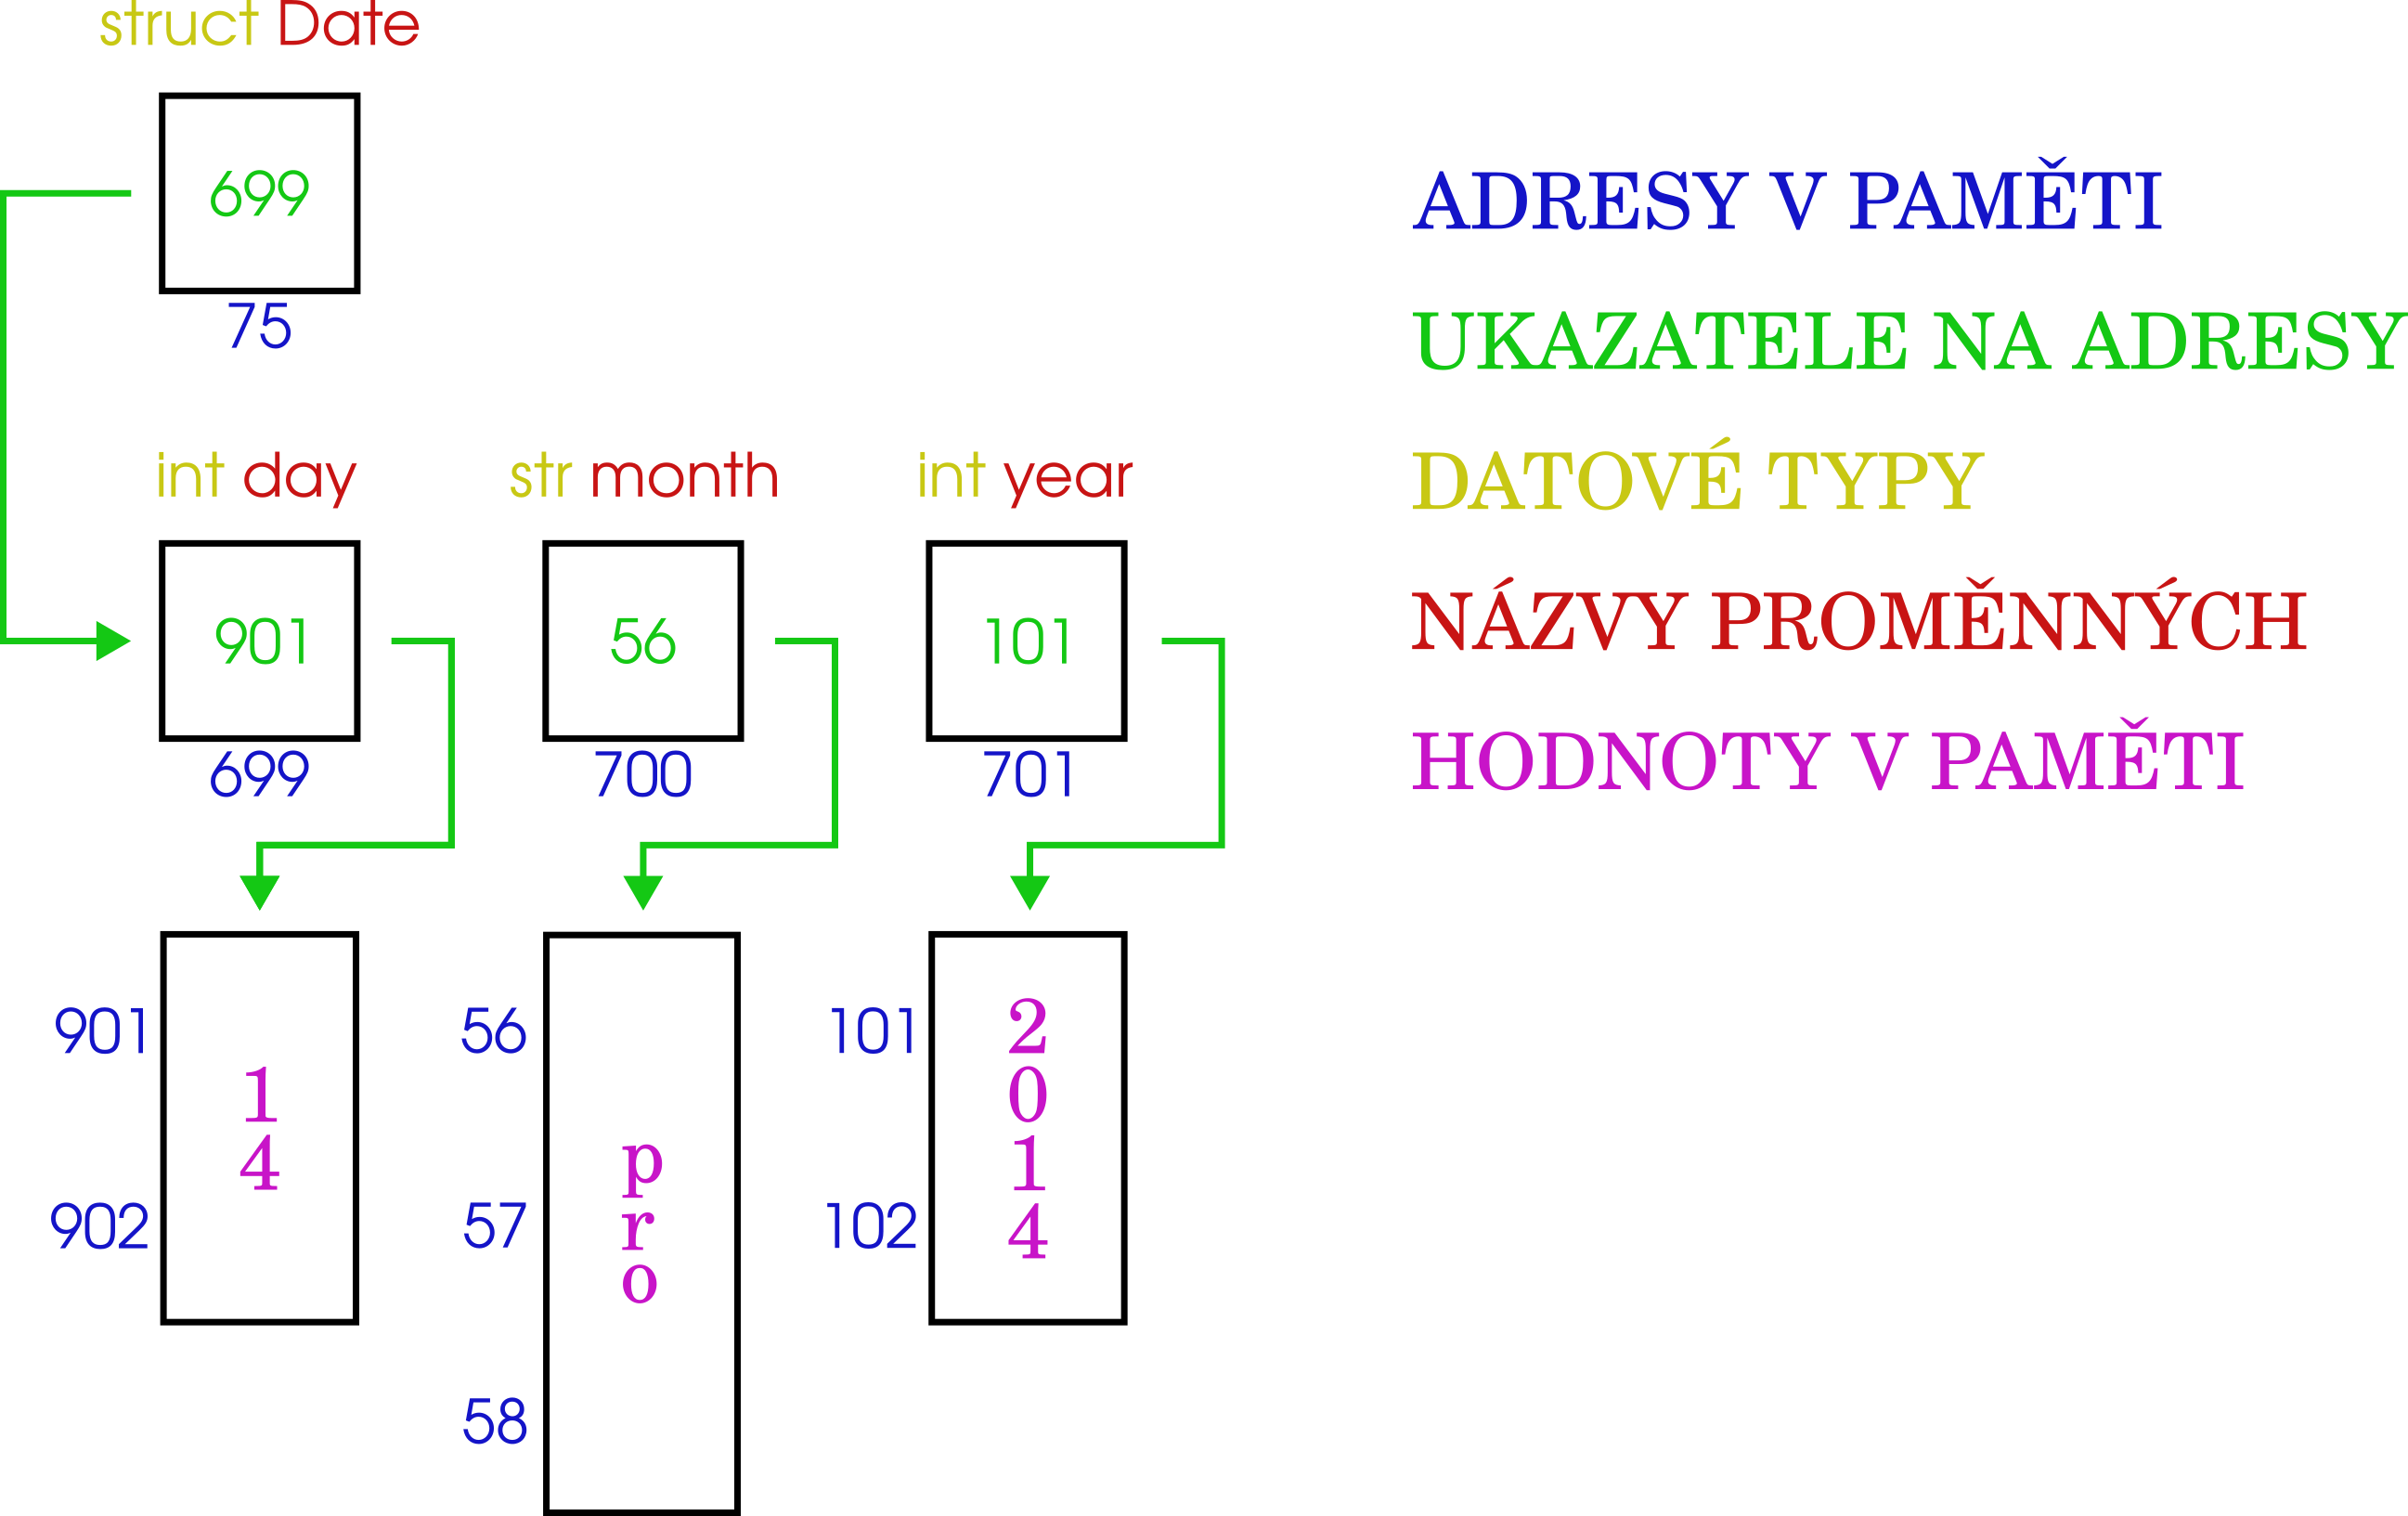 struct Date
699
75
int day
str month
int year
901
56
101
699
700
701
901
902
1
4
56
57
58
p
r
o
101
102
2
0
1
4
ADRESY V PAMĚTI
UKAZATELE NA ADRESY
DATOVÉ TYPY
NÁZVY PROMĚNNÝCH
HODNOTY V PAMĚTI